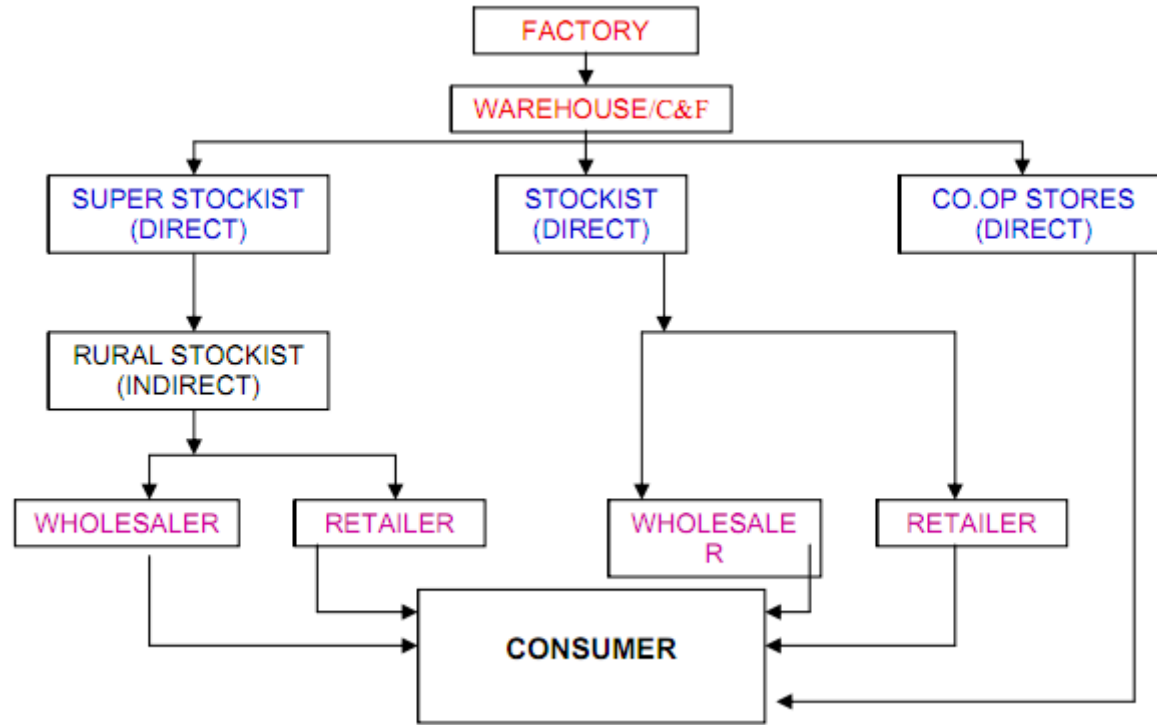 FACTORY
WAREHOUSE/C&F
SUPER STOCKIST
(DIRECT)
STOCKIST
(DIRECT)
CO.OP STORES
(DIRECT)
RURAL STOCKIST
(INDIRECT)
WHOLESALER
RETAILER
WHOLESALE
R
RETAILER
CONSUMER